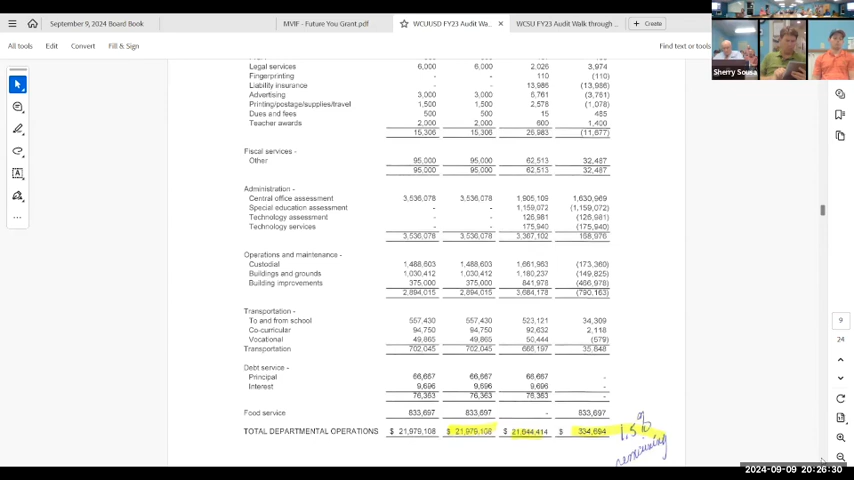 September 9, 2024 Board Book
MVIF - Future You Grant.pdf
WCUUSD FY23 Audit Wa...
WCSU FY23 Audit Walk through ...
+ Create
All tools Edit Convert Fill & Sign
Find text or tools
Sherry Sousa
Legal services 6,000 6,000 2,026 3,974
Fingerprinting - - 110 (110)
Liability insurance - - 13,986 (13,986)
Advertising 3,000 3,000 6,761 (3,761)
Printing/postage/supplies/travel 1,500 1,500 2,578 (1,078)
Dues and fees 500 500 15 485
Teacher awards 2,000 2,000 600 1,400
15,306 15,306 26,983 (11,677)
Fiscal services -
Other 95,000 95,000 62,513 32,487
95,000 95,000 62,513 32,487
Administration -
Central office assessment 3,536,078 3,536,078 1,905,109 1,630,969
Special education assessment - - 1,159,072 (1,159,072)
Technology assessment - - 126,981 (126,981)
Technology services - - 175,940 (175,940)
3,536,078 3,536,078 3,367,102 168,976
Operations and maintenance -
Custodial 1,488,603 1,488,603 1,661,963 (173,360)
Buildings and grounds 1,030,412 1,030,412 1,180,237 (149,825)
Building improvements 375,000 375,000 841,978 (466,978)
2,894,015 2,894,015 3,684,178 (790,163)
Transportation -
To and from school 557,430 557,430 523,121 34,309
Co-curricular 94,750 94,750 92,632 2,118
Vocational 49,865 49,865 50,444 (579)
Transportation 702,045 702,045 666,197 35,848
Debt service -
Principal 66,667 66,667 66,667 -
Interest 9,696 9,696 9,696 -
76,363 76,363 76,363 -
Food service 833,697 833,697 - 833,697
TOTAL DEPARTMENTAL OPERATIONS $ 21,979,108 $ 21,979,108 $ 21,644,414 $ 334,694
1.5%
remaining
9
24
2024-09-09 20:26:30